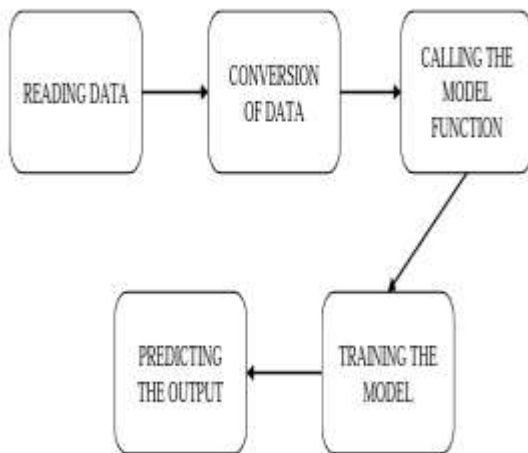 READING DATA
CONVERSION
OF DATA
CALLING THE
MODEL
FUNCTION
PREDICTING
THE OUTPUT
TRAINING THE
MODEL